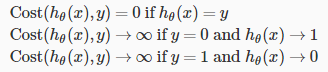 Cost(hθ(x), y) = 0 if hθ(x) = y
Cost(hθ(x), y) → ∞ if y = 0 and hθ(x) → 1
Cost(hθ(x), y) → ∞ if y = 1 and hθ(x) → 0